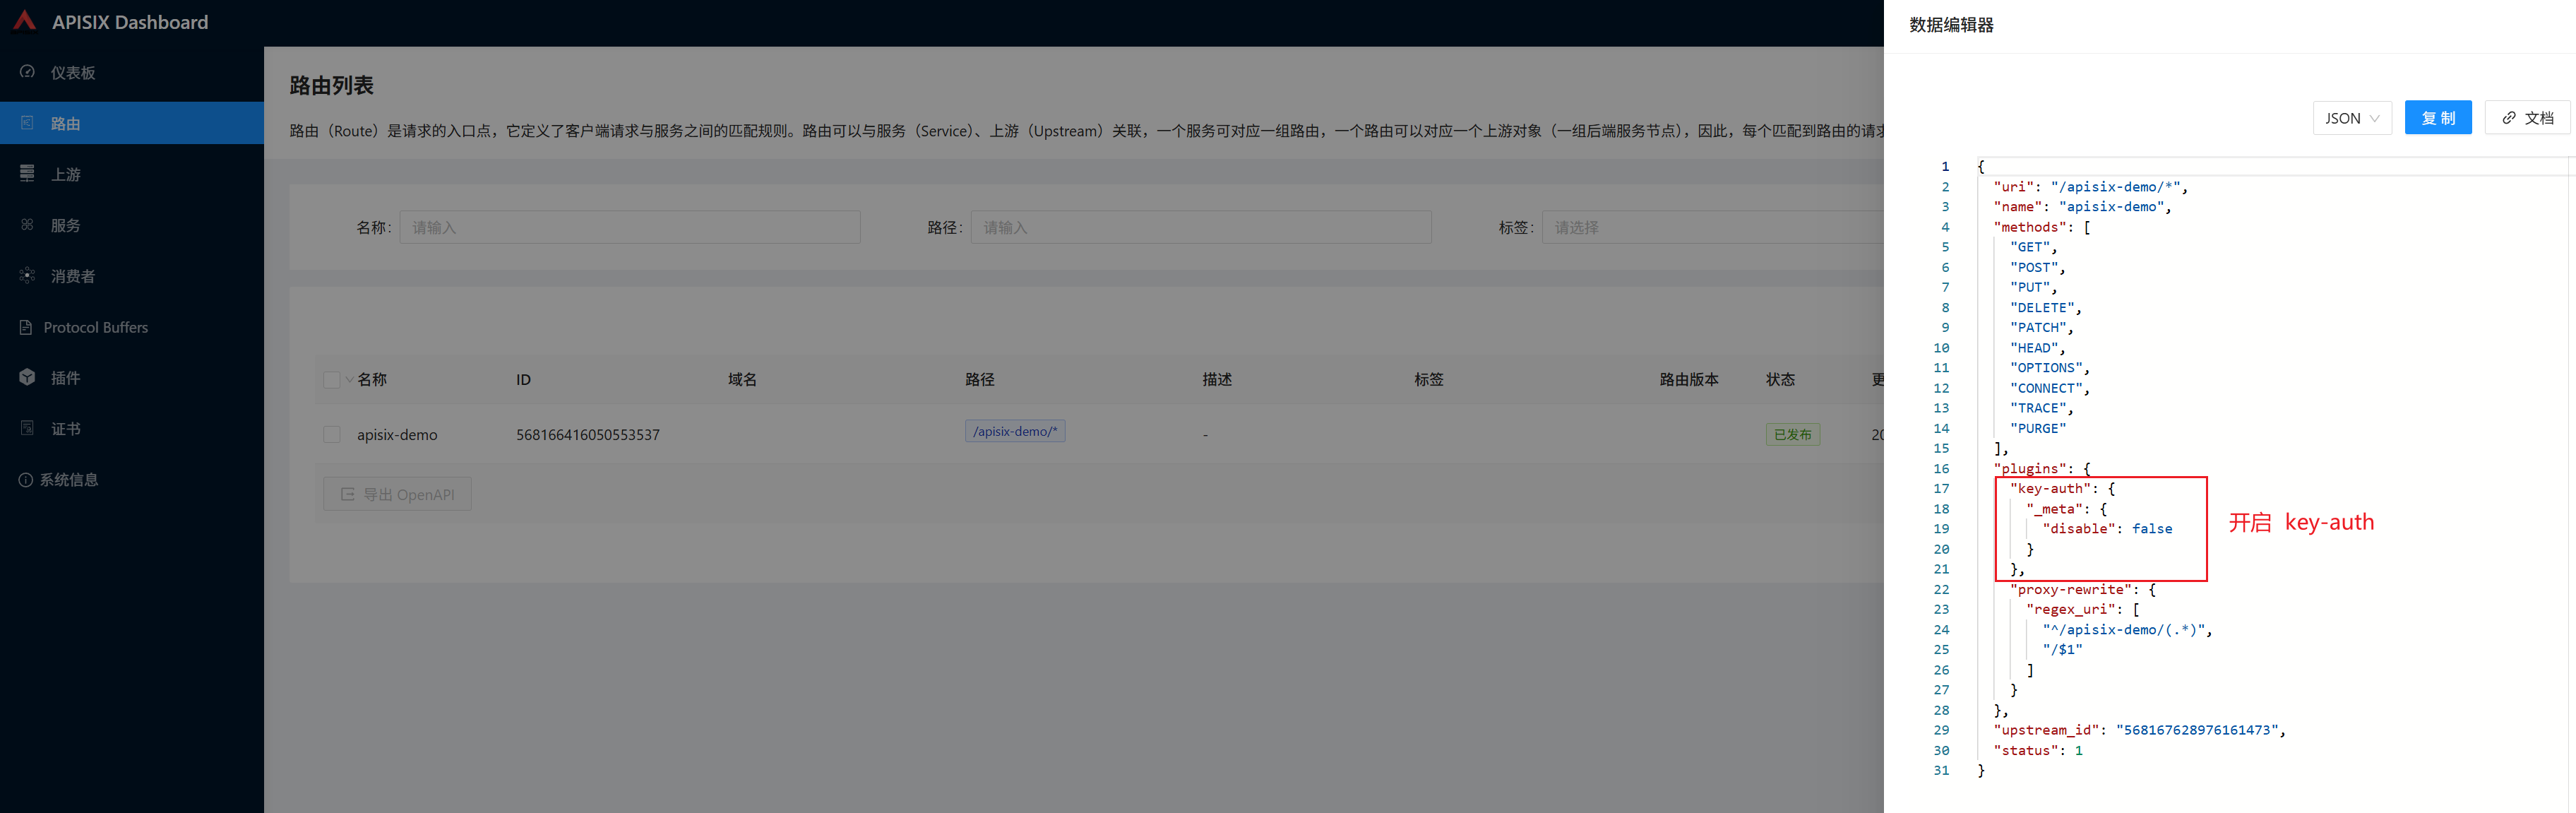 APISIX Dashboard
仪表板
路由
上游
服务
消费者
Protocol Buffers
插件
证书
系统信息
路由列表
路由（Route）是请求的入口点，它定义了客户端请求与服务之间的匹配规则。路由可以与服务（Service）、上游（Upstream）关联，一个服务可对应一组路由，一个路由可以对应一个上游对象（一组后端服务节点），因此，每个匹配到路由的请求
名称： 请输入 路径： 请输入 标签： 请选择
名称 ID 域名 路径 描述 标签 路由版本 状态 更
apisix-demo 568166416050553537 /apisix-demo/* - 已发布 20
导出 OpenAPI
数据编辑器
JSON 复 制 文档
1 {
2 "uri": "/apisix-demo/*",
3 "name": "apisix-demo",
4 "methods": [
5 "GET",
6 "POST",
7 "PUT",
8 "DELETE",
9 "PATCH",
10 "HEAD",
11 "OPTIONS",
12 "CONNECT",
13 "TRACE",
14 "PURGE"
15 ],
16 "plugins": {
17 "key-auth": {
18 "_meta": {
19 "disable": false
20 }
21 },
22 "proxy-rewrite": {
23 "regex_uri": [
24 "^/apisix-demo/(.*)",
25 "/$1"
26 ]
27 }
28 },
29 "upstream_id": "568167628976161473",
30 "status": 1
31 }
开启 key-auth